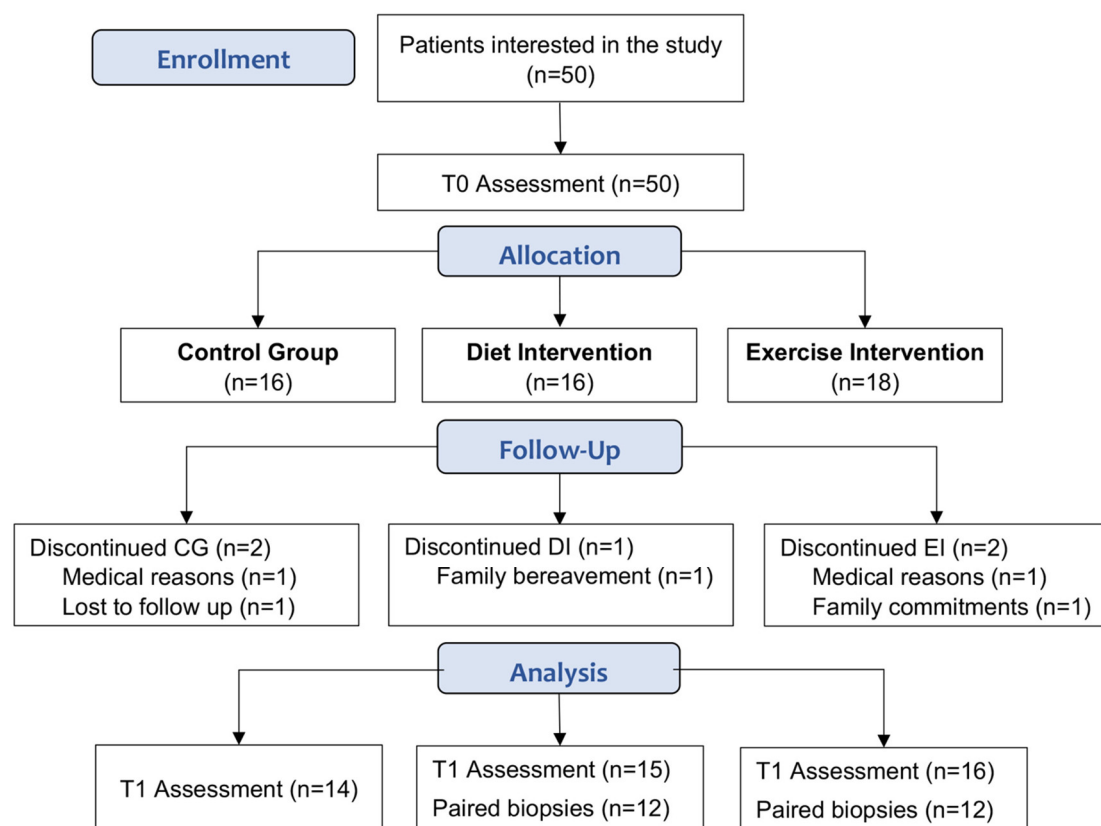 Enrollment
Patients interested in the study
(n=50)
T0 Assessment (n=50)
Allocation
Control Group
(n=16)
Diet Intervention
(n=16)
Exercise Intervention
(n=18)
Follow-Up
Discontinued CG (n=2)
Medical reasons (n=1)
Lost to follow up (n=1)
Discontinued DI (n=1)
Family bereavement (n=1)
Discontinued EI (n=2)
Medical reasons (n=1)
Family commitments (n=1)
Analysis
T1 Assessment (n=14)
T1 Assessment (n=15)
Paired biopsies (n=12)
T1 Assessment (n=16)
Paired biopsies (n=12)